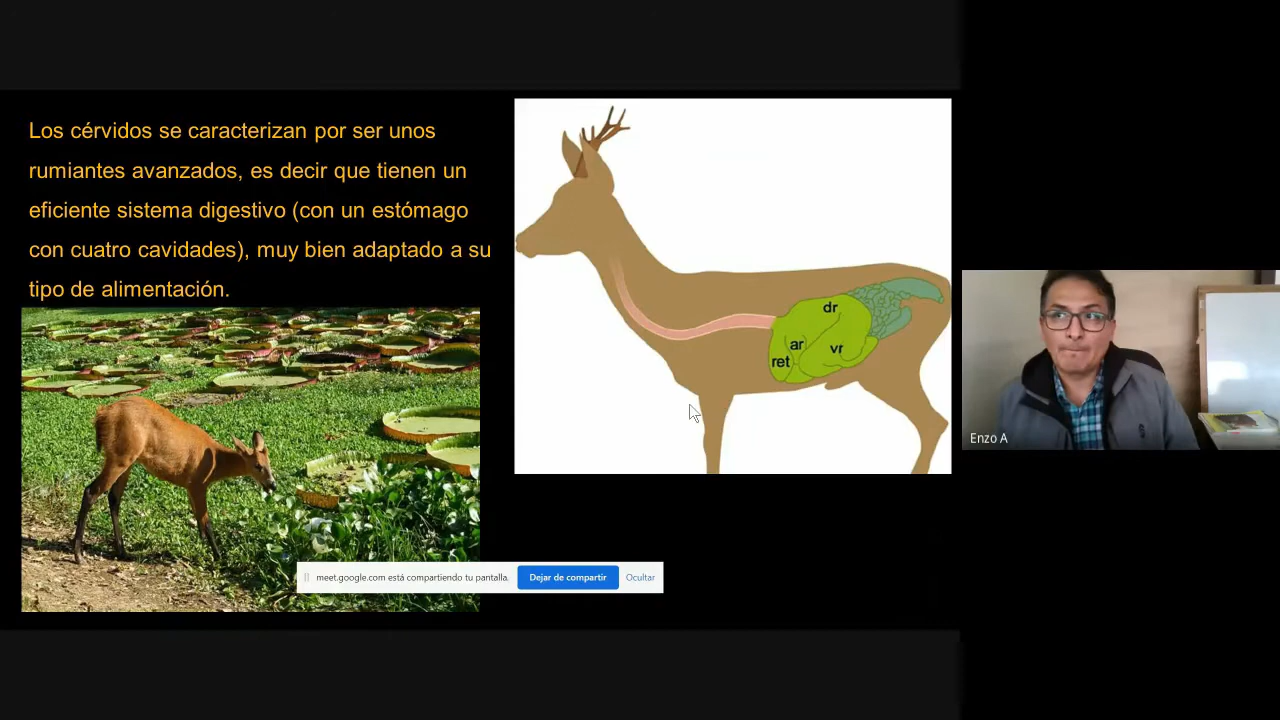 Los cérvidos se caracterizan por ser unos
rumiantes avanzados, es decir que tienen un
eficiente sistema digestivo (con un estómago
con cuatro cavidades), muy bien adaptado a su
tipo de alimentación.
dr
ar
vr
ret
Enzo A
meet.google.com está compartiendo tu pantalla.
Dejar de compartir
Ocultar